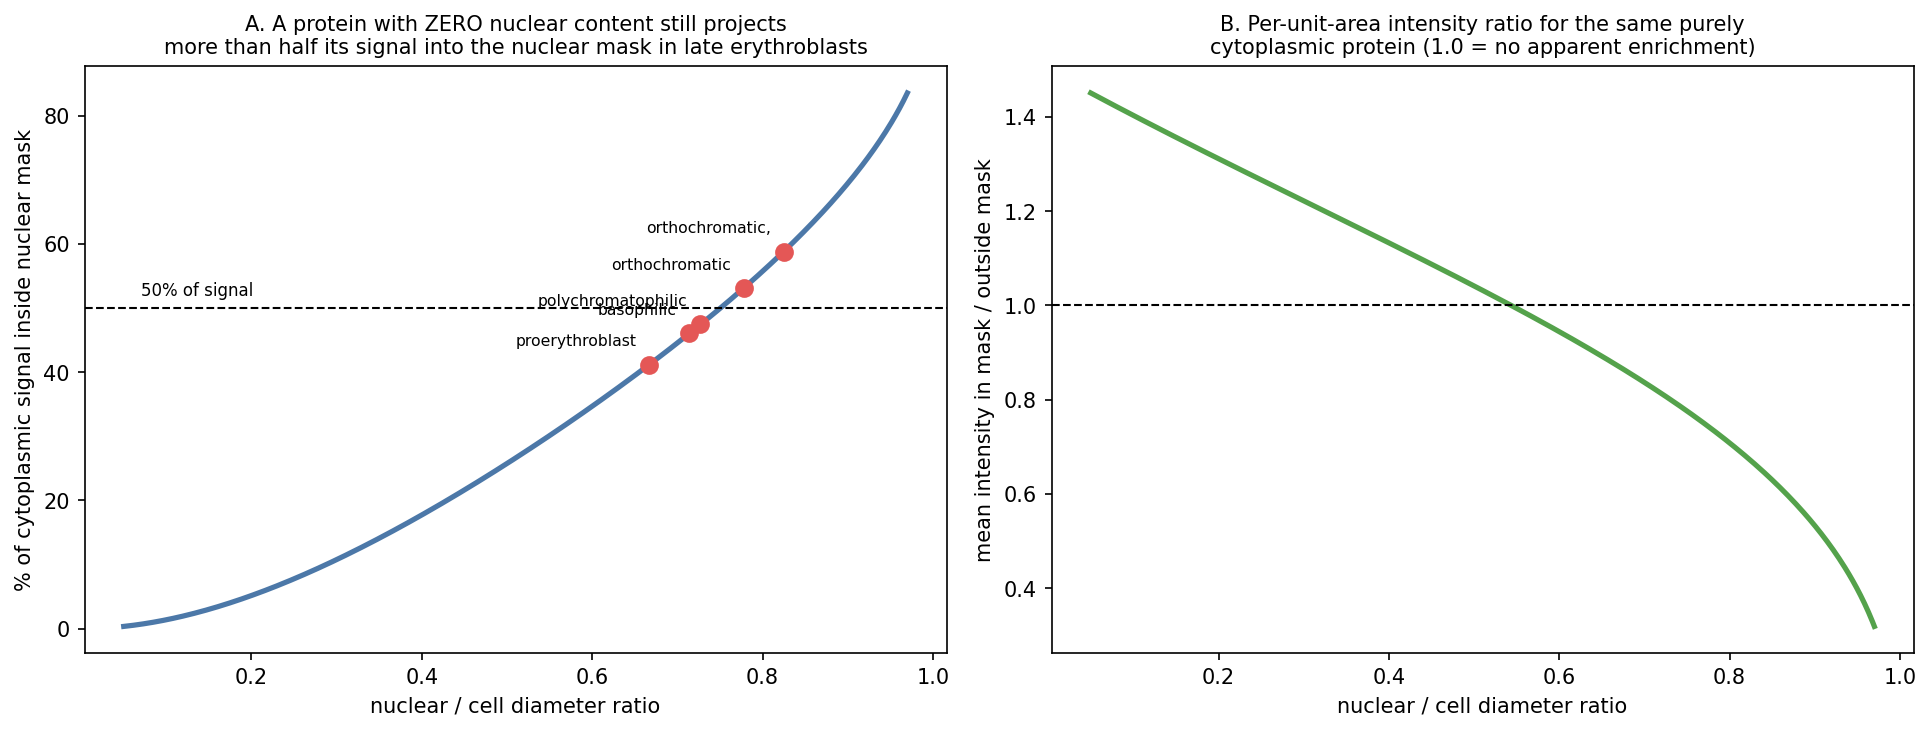 A. A protein with ZERO nuclear content still projects
more than half its signal into the nuclear mask in late erythroblasts
% of cytoplasmic signal inside nuclear mask
80
60
40
20
0
orthochromatic,
orthochromatic
50% of signal
polychromatophilic
basophilic
proerythroblast
0.2
0.4
0.6
0.8
1.0
nuclear / cell diameter ratio
B. Per-unit-area intensity ratio for the same purely
cytoplasmic protein (1.0 = no apparent enrichment)
mean intensity in mask / outside mask
1.4
1.2
1.0
0.8
0.6
0.4
0.2
0.4
0.6
0.8
1.0
nuclear / cell diameter ratio